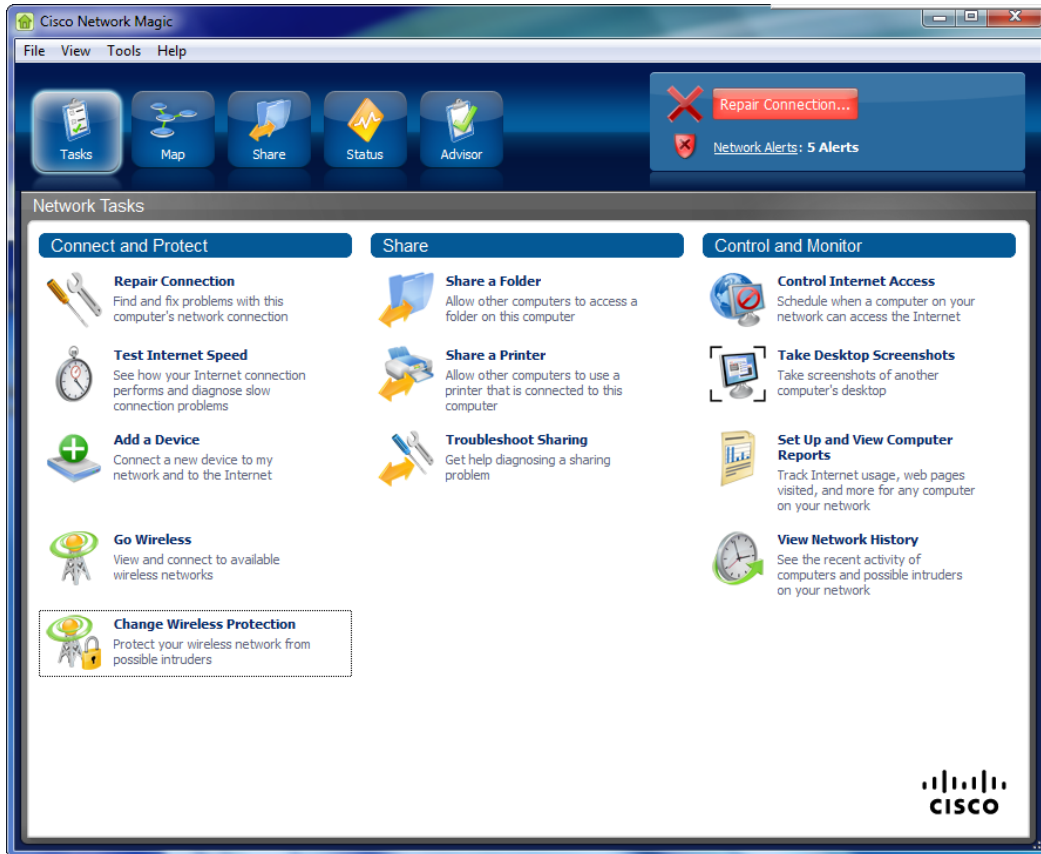 Cisco Network Magic
File View Tools Help
Tasks
Map
Share
Status
Advisor
Repair Connection...
Network Alerts: 5 Alerts
Network Tasks
Connect and Protect
Repair Connection
Find and fix problems with this
computer's network connection
Test Internet Speed
See how your Internet connection
performs and diagnose slow
connection problems
Add a Device
Connect a new device to my
network and to the Internet
Go Wireless
View and connect to available
wireless networks
Change Wireless Protection
Protect your wireless network from
possible intruders
Share
Share a Folder
Allow other computers to access a
folder on this computer
Share a Printer
Allow other computers to use a
printer that is connected to this
computer
Troubleshoot Sharing
Get help diagnosing a sharing
problem
Control and Monitor
Control Internet Access
Schedule when a computer on your
network can access the Internet
Take Desktop Screenshots
Take screenshots of another
computer's desktop
Set Up and View Computer
Reports
Track Internet usage, web pages
visited, and more for any computer
on your network
View Network History
See the recent activity of
computers and possible intruders
on your network
CISCO